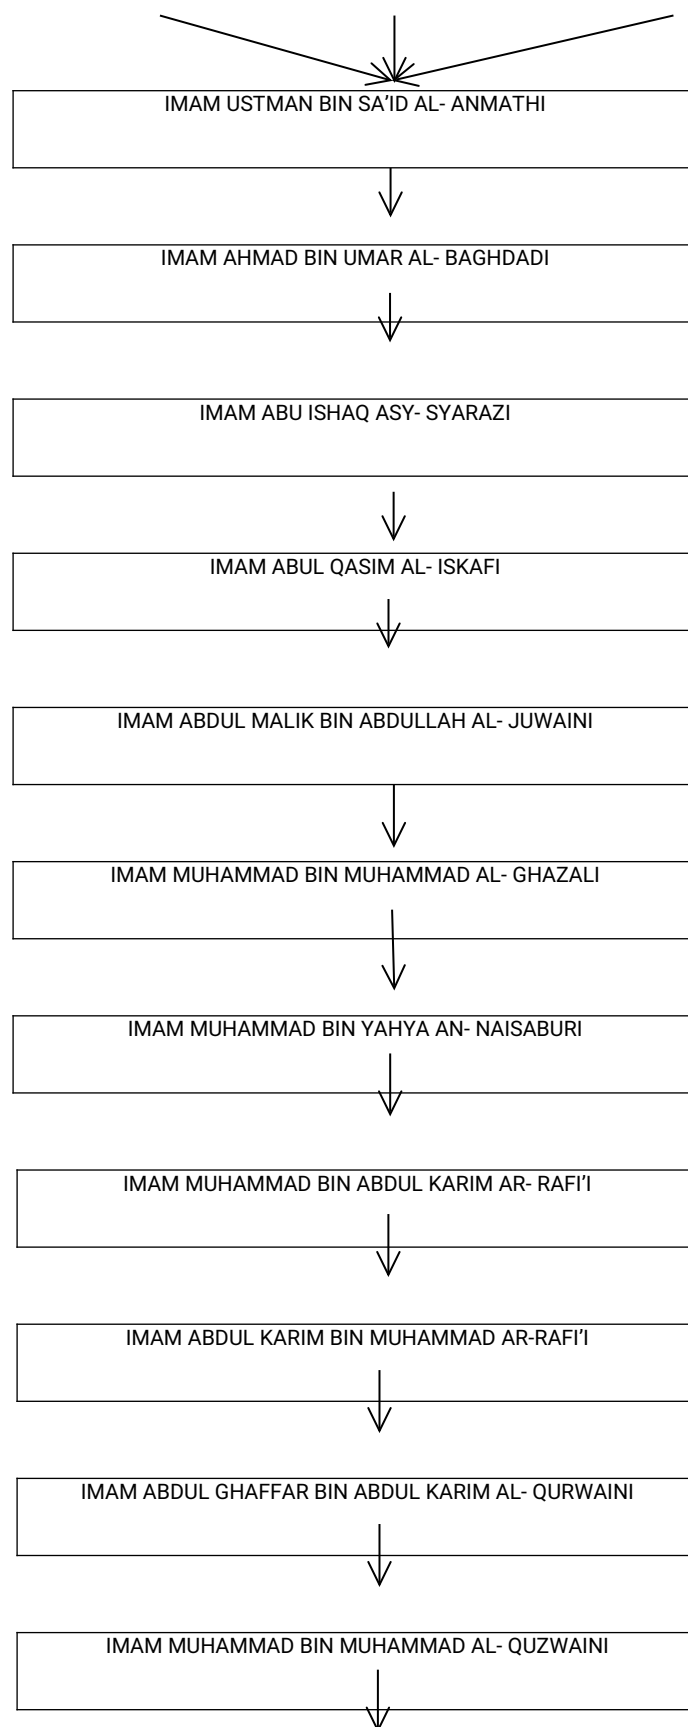 IMAM USTMAN BIN SA’ID AL- ANMATHI
IMAM AHMAD BIN UMAR AL- BAGHDADI
IMAM ABU ISHAQ ASY- SYARAZI
IMAM ABUL QASIM AL- ISKAFI
IMAM ABDUL MALIK BIN ABDULLAH AL- JUWAINI
IMAM MUHAMMAD BIN MUHAMMAD AL- GHAZALI
IMAM MUHAMMAD BIN YAHYA AN- NAISABURI
IMAM MUHAMMAD BIN ABDUL KARIM AR- RAFI’I
IMAM ABDUL KARIM BIN MUHAMMAD AR-RAFI’I
IMAM ABDUL GHAFFAR BIN ABDUL KARIM AL- QURWAINI
IMAM MUHAMMAD BIN MUHAMMAD AL- QUZWAINI